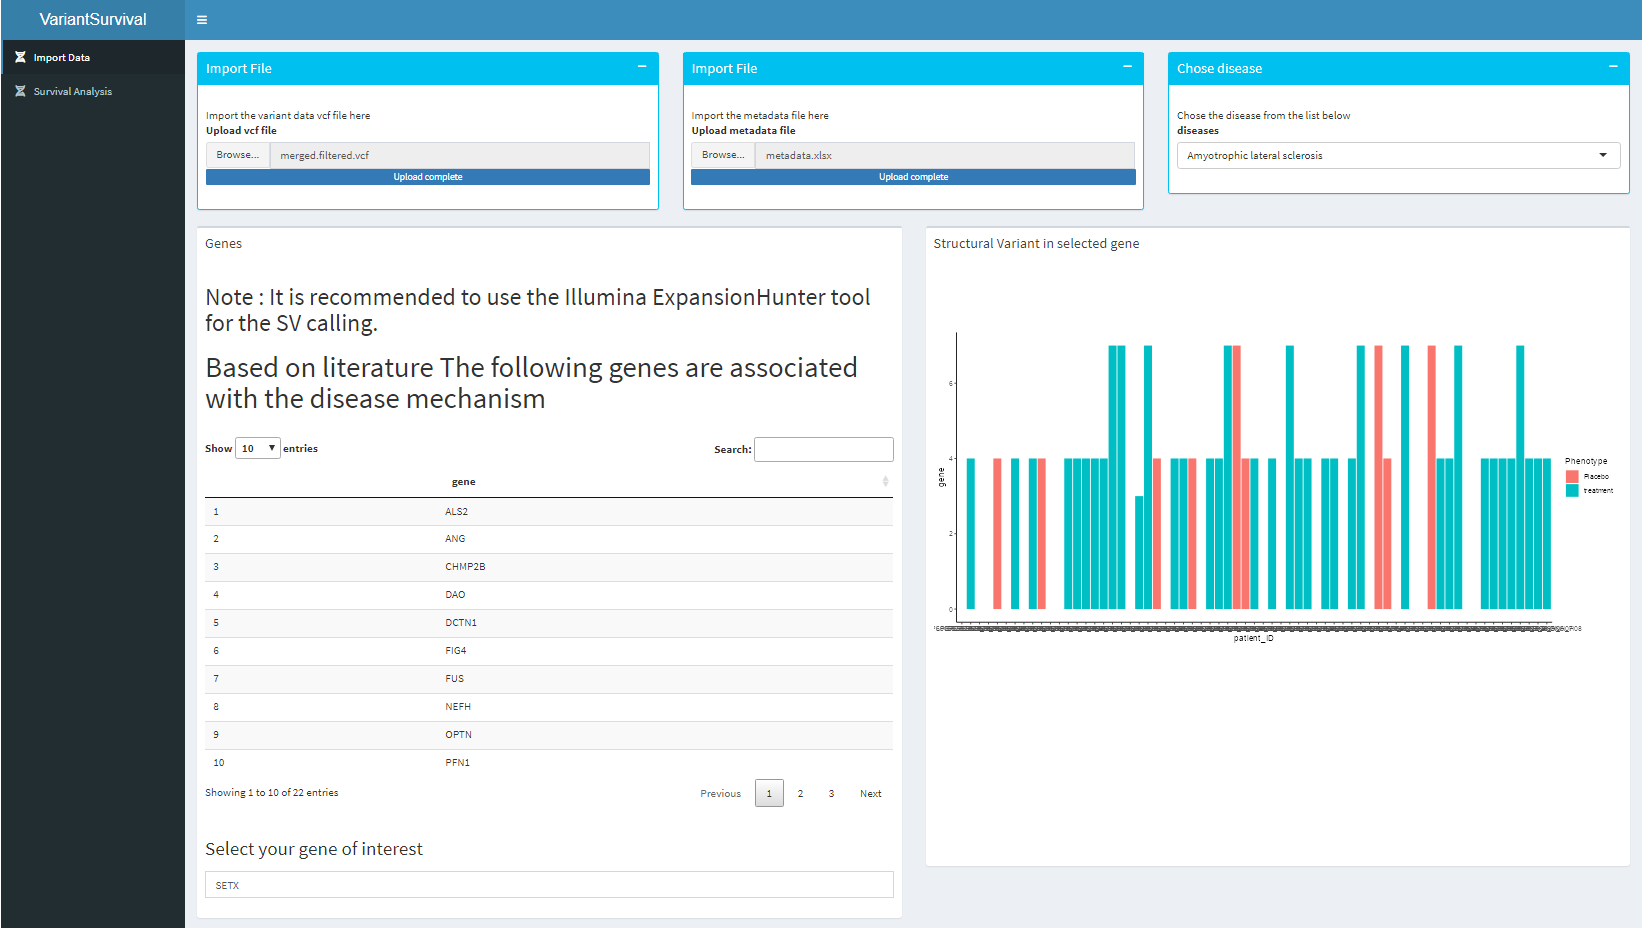 VariantSurvival
Import Data
Survival Analysis
Import File
Import the variant data vcf file here
Upload vcf file
Browse... merged.filtered.vcf
Upload complete
Import File
Import the metadata file here
Upload metadata file
Browse... metadata.xlsx
Upload complete
Chose disease
Chose the disease from the list below
diseases
Amyotrophic lateral sclerosis
Genes
Note : It is recommended to use the Illumina ExpansionHunter tool
for the SV calling.
Based on literature The following genes are associated
with the disease mechanism
Show 10 entries Search:
gene
1 ALS2
2 ANG
3 CHMP2B
4 DAO
5 DCTN1
6 FIG4
7 FUS
8 NEFH
9 OPTN
10 PFN1
Showing 1 to 10 of 22 entries Previous 1 2 3 Next
Select your gene of interest
SETX
Structural Variant in selected gene
gene
6
4
2
0
patient_ID
Phenotype
Placebo
treatment